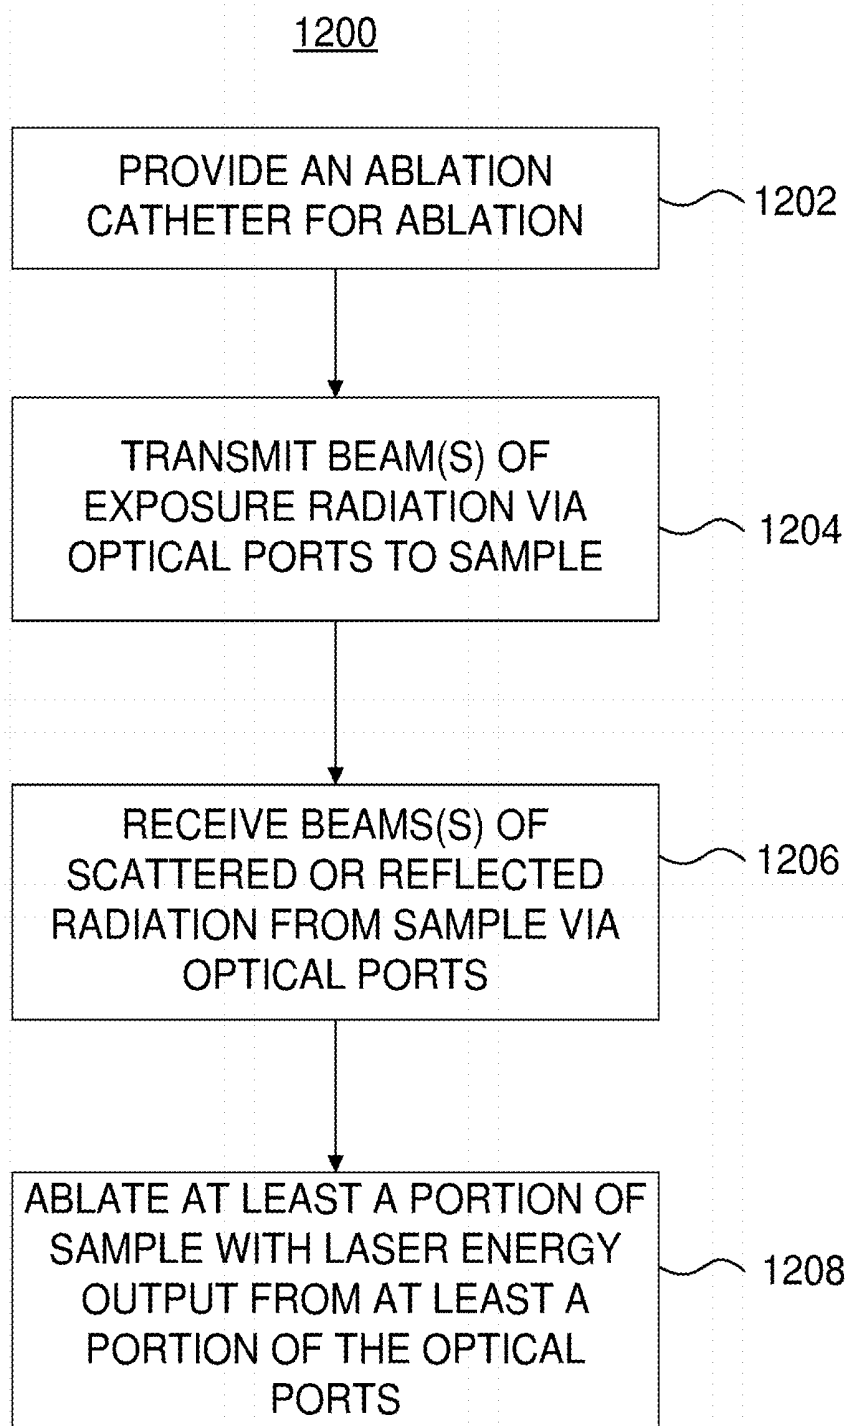 1200
PROVIDE AN ABLATION
CATHETER FOR ABLATION
1202
TRANSMIT BEAM(S) OF
EXPOSURE RADIATION VIA
OPTICAL PORTS TO SAMPLE
1204
RECEIVE BEAMS(S) OF
SCATTERED OR REFLECTED
RADIATION FROM SAMPLE VIA
OPTICAL PORTS
1206
ABLATE AT LEAST A PORTION OF
SAMPLE WITH LASER ENERGY
OUTPUT FROM AT LEAST A
PORTION OF THE OPTICAL
PORTS
1208